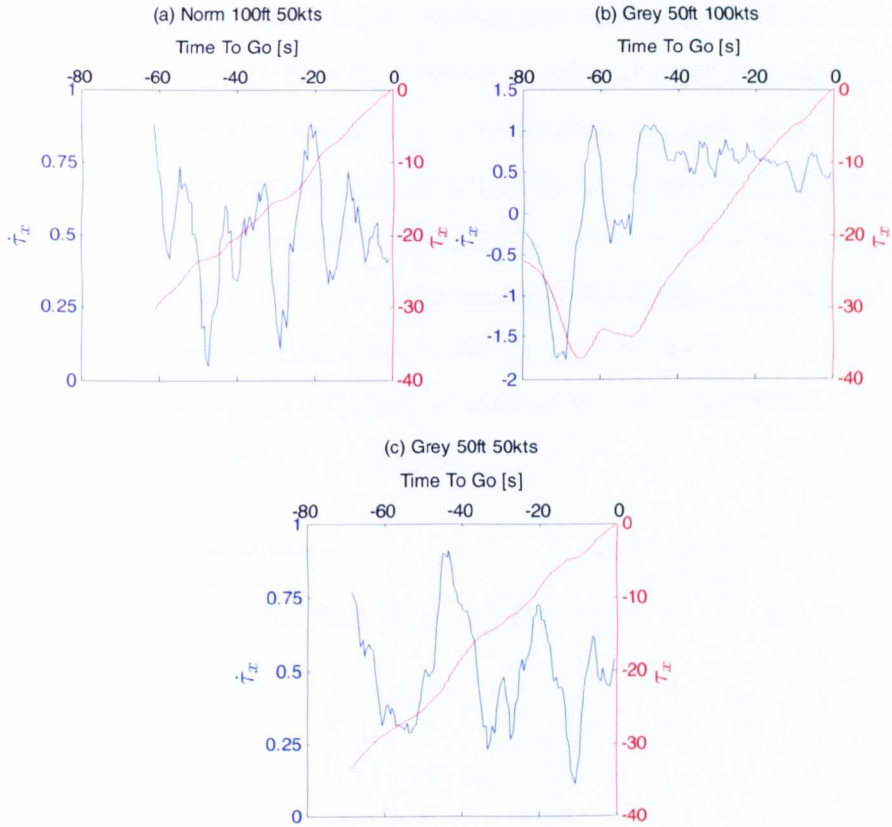 (a) Norm 100ft 50kts
Time To Go [s]
-80 -60 -40 -20 0
1
0.75
0.5
0.25
0
τ̇x
0
-10
-20
-30
-40
τx
(b) Grey 50ft 100kts
Time To Go [s]
-80 -60 -40 -20 0
1.5
1
0.5
0
-0.5
-1
-1.5
-2
τ̇x
0
-10
-20
-30
-40
τx
(c) Grey 50ft 50kts
Time To Go [s]
-80 -60 -40 -20 0
1
0.75
0.5
0.25
0
τ̇x
0
-10
-20
-30
-40
τx